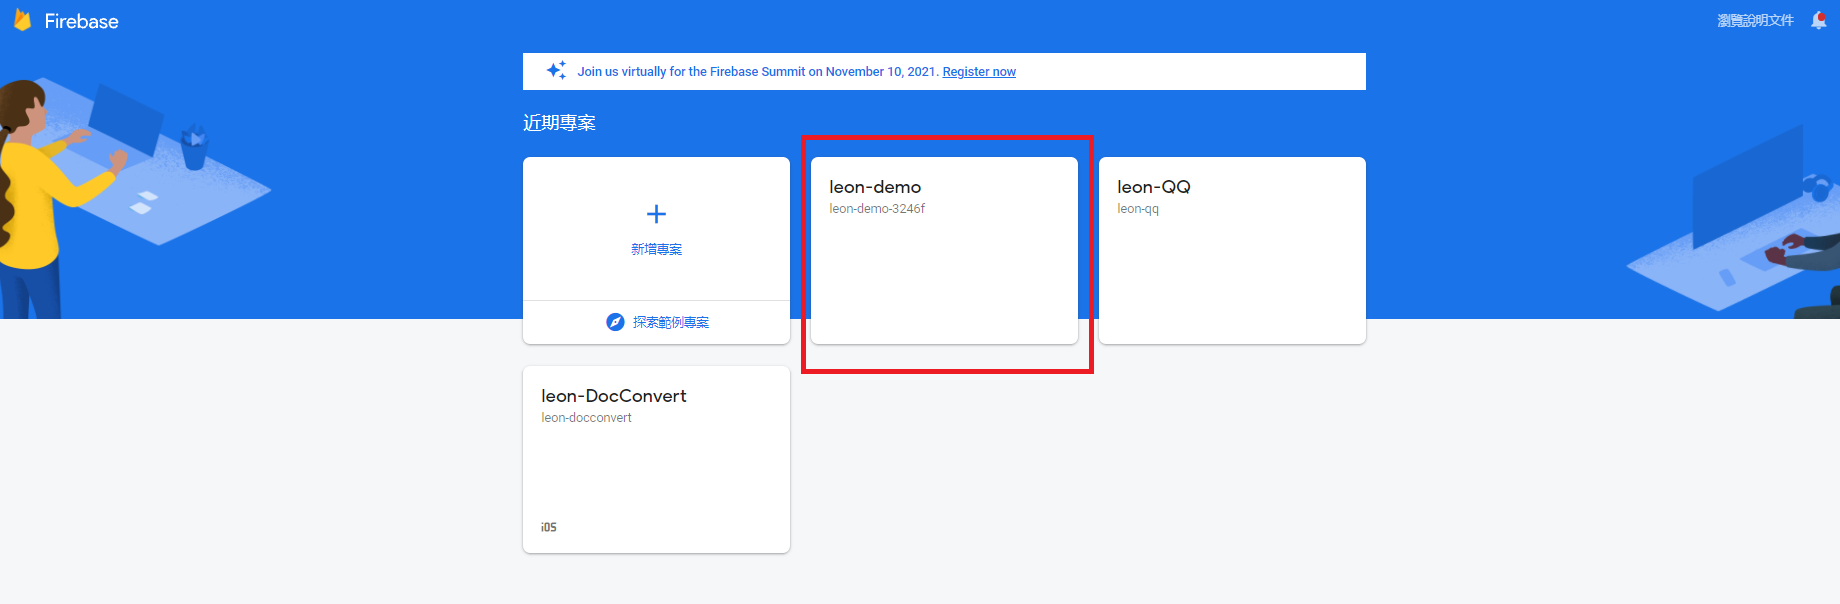 Firebase
瀏覽說明文件
Join us virtually for the Firebase Summit on November 10, 2021. Register now
近期專案
新增專案
探索範例專案
leon-demo
leon-demo-3246f
leon-QQ
leon-qq
leon-DocConvert
leon-docconvert
iOS